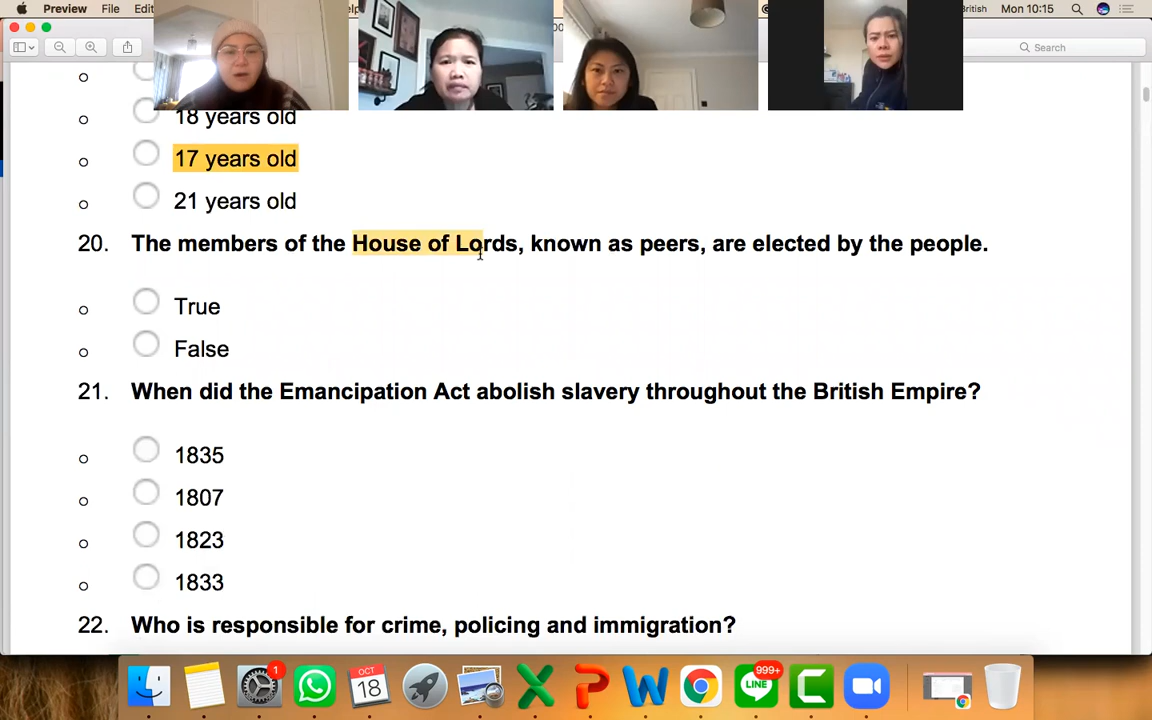 Preview File Edit British Mon 10:15
Search
18 years old
17 years old
21 years old
20. The members of the House of Lords, known as peers, are elected by the people.
True
False
21. When did the Emancipation Act abolish slavery throughout the British Empire?
1835
1807
1823
1833
22. Who is responsible for crime, policing and immigration?
1
OCT
18
999+
LINE